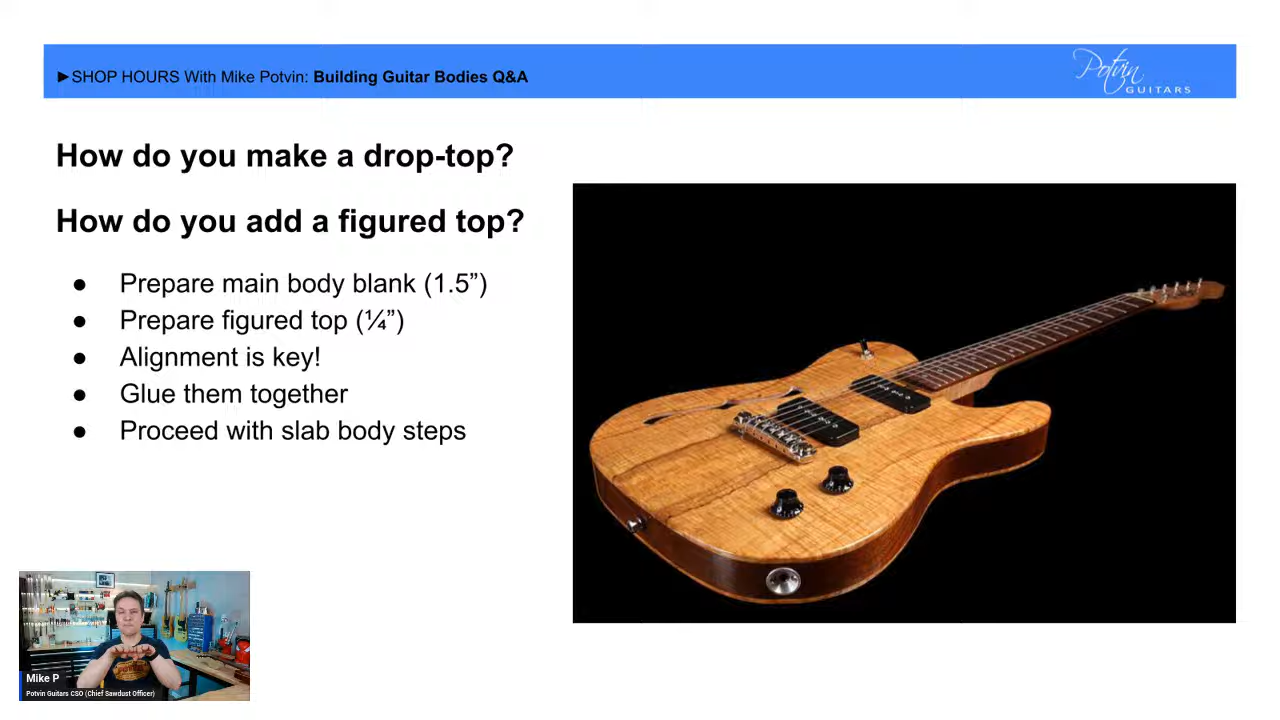 ►SHOP HOURS With Mike Potvin: Building Guitar Bodies Q&A
Potvin
GUITARS
How do you make a drop-top?
How do you add a figured top?
● Prepare main body blank (1.5”)
● Prepare figured top (¼”)
● Alignment is key!
● Glue them together
● Proceed with slab body steps
Mike P
Potvin Guitars CSO (Chief Sawdust Officer)